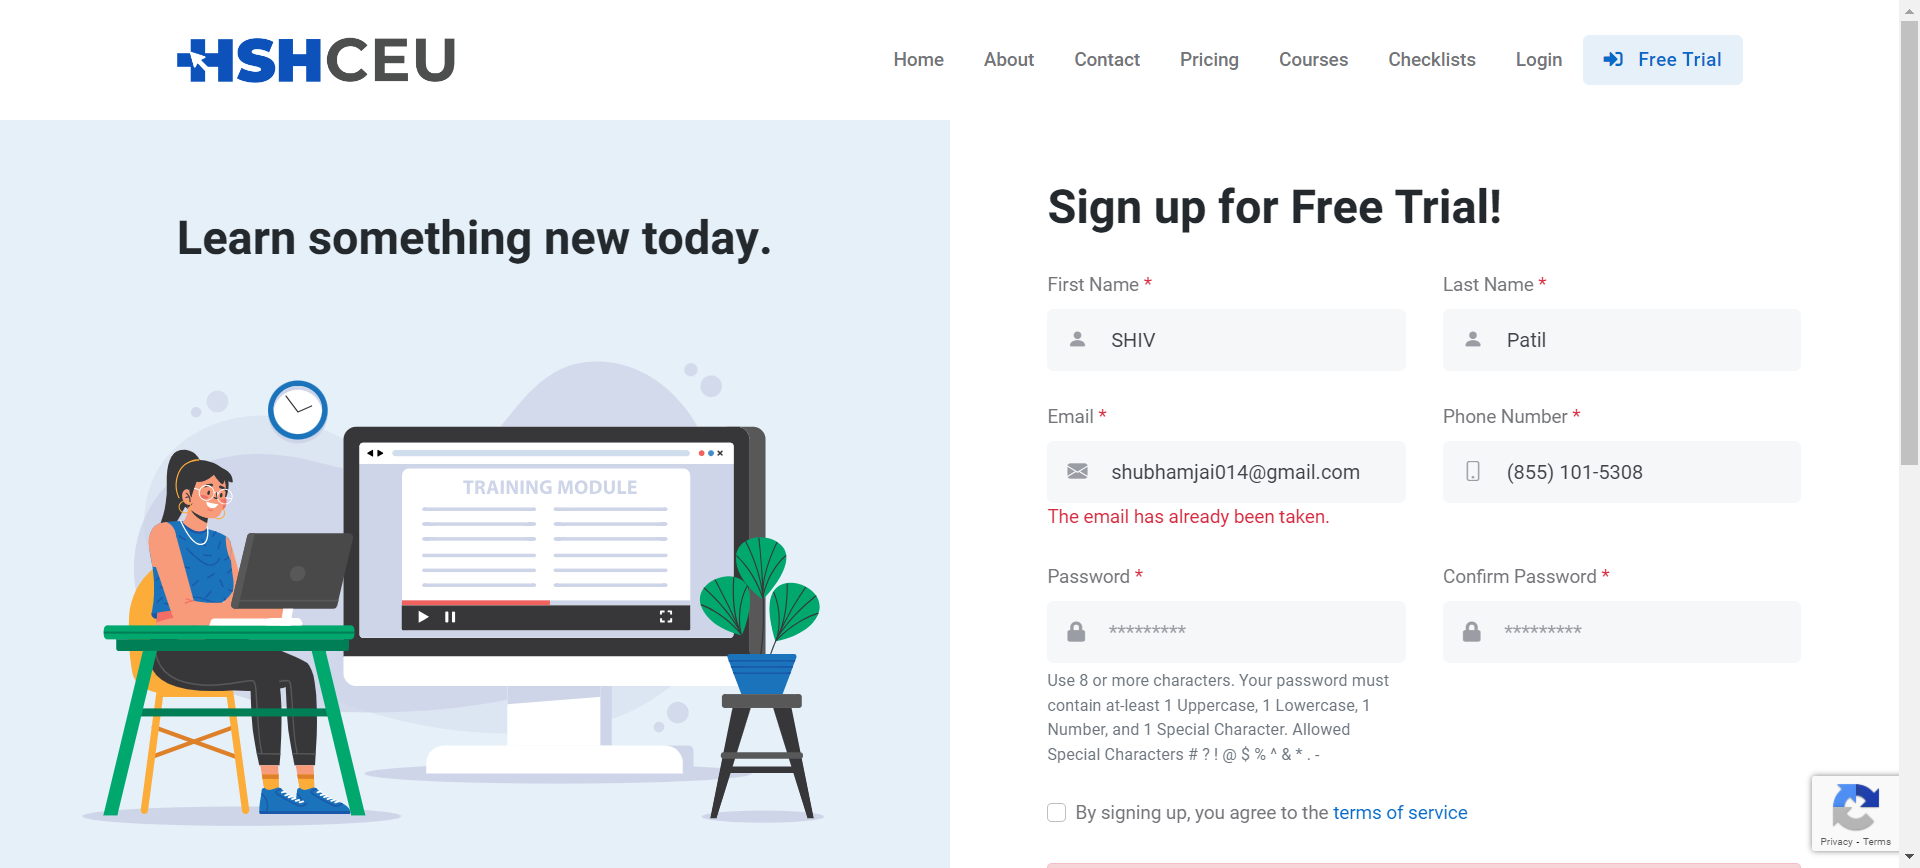 HSHCEU
Home About Contact Pricing Courses Checklists Login Free Trial
Learn something new today.
TRAINING MODULE
Sign up for Free Trial!
First Name * Last Name *
SHIV Patil
Email * Phone Number *
shubhamjai014@gmail.com (855) 101-5308
The email has already been taken.
Password * Confirm Password *
********* *********
Use 8 or more characters. Your password must
contain at-least 1 Uppercase, 1 Lowercase, 1
Number, and 1 Special Character. Allowed
Special Characters # ? ! @ $ % ^ & * . -
By signing up, you agree to the terms of service
Privacy - Terms